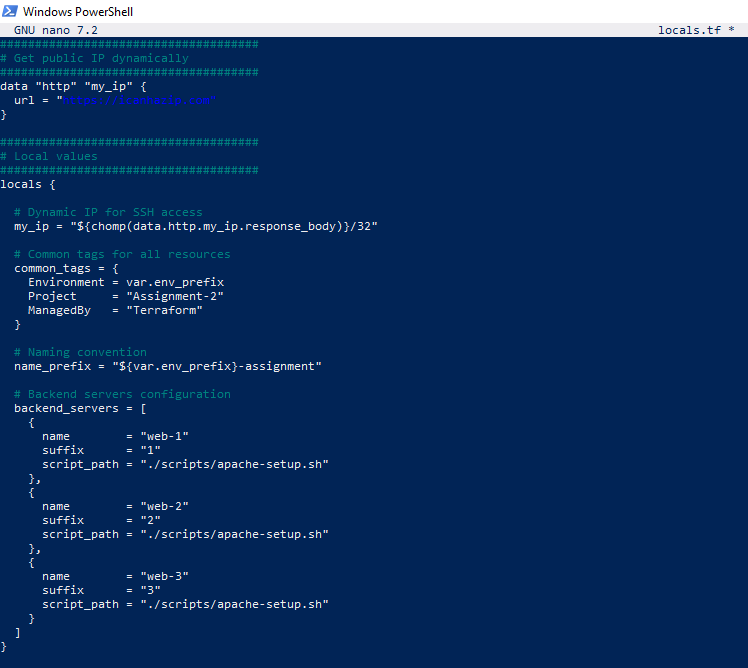 Windows PowerShell
GNU nano 7.2 locals.tf *
#####################################
# Get public IP dynamically
#####################################
data "http" "my_ip" {
  url = "https://icanhazip.com"
}

#####################################
# Local values
#####################################
locals {

  # Dynamic IP for SSH access
  my_ip = "${chomp(data.http.my_ip.response_body)}/32"

  # Common tags for all resources
  common_tags = {
    Environment = var.env_prefix
    Project     = "Assignment-2"
    ManagedBy   = "Terraform"
  }

  # Naming convention
  name_prefix = "${var.env_prefix}-assignment"

  # Backend servers configuration
  backend_servers = [
    {
      name        = "web-1"
      suffix      = "1"
      script_path = "./scripts/apache-setup.sh"
    },
    {
      name        = "web-2"
      suffix      = "2"
      script_path = "./scripts/apache-setup.sh"
    },
    {
      name        = "web-3"
      suffix      = "3"
      script_path = "./scripts/apache-setup.sh"
    }
  ]
}